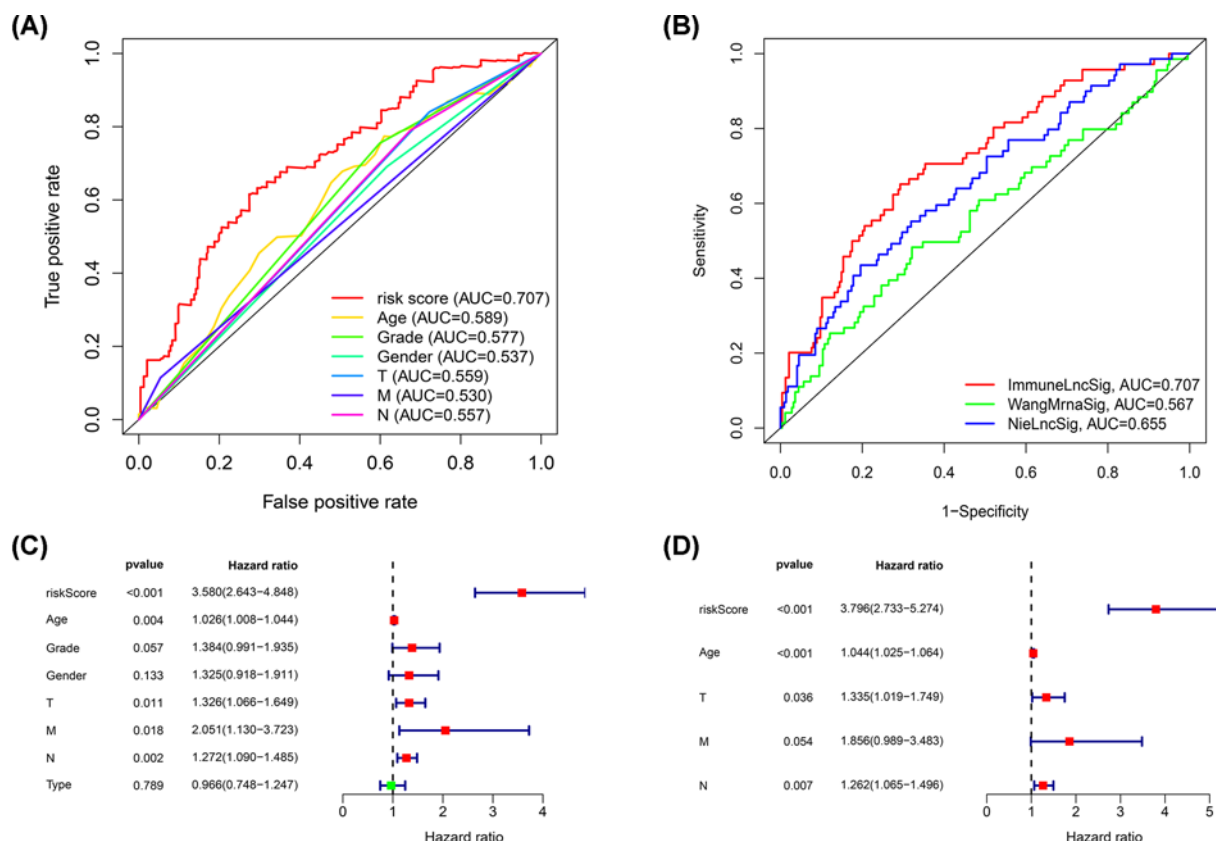 (A)
True positive rate
1.0
0.8
0.6
0.4
0.2
0.0
risk score (AUC=0.707)
Age (AUC=0.589)
Grade (AUC=0.577)
Gender (AUC=0.537)
T (AUC=0.559)
M (AUC=0.530)
N (AUC=0.557)
0.0 0.2 0.4 0.6 0.8 1.0
False positive rate
(B)
Sensitivity
1.0
0.8
0.6
0.4
0.2
0.0
ImmuneLncSig, AUC=0.707
WangMrnaSig, AUC=0.567
NieLncSig, AUC=0.655
0.0 0.2 0.4 0.6 0.8 1.0
1−Specificity
(C)
pvalue Hazard ratio
riskScore <0.001 3.580(2.643−4.848)
Age 0.004 1.026(1.008−1.044)
Grade 0.057 1.384(0.991−1.935)
Gender 0.133 1.325(0.918−1.911)
T 0.011 1.326(1.066−1.649)
M 0.018 2.051(1.130−3.723)
N 0.002 1.272(1.090−1.485)
Type 0.789 0.966(0.748−1.247)
0 1 2 3 4
Hazard ratio
(D)
pvalue Hazard ratio
riskScore <0.001 3.796(2.733−5.274)
Age <0.001 1.044(1.025−1.064)
T 0.036 1.335(1.019−1.749)
M 0.054 1.856(0.989−3.483)
N 0.007 1.262(1.065−1.496)
0 1 2 3 4 5
Hazard ratio